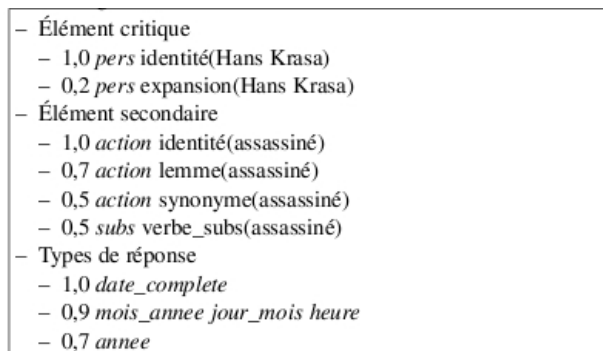 – Élément critique
– 1,0 pers identité(Hans Krasa)
– 0,2 pers expansion(Hans Krasa)
– Élément secondaire
– 1,0 action identité(assassiné)
– 0,7 action lemme(assassiné)
– 0,5 action synonyme(assassiné)
– 0,5 subs verbe_subs(assassiné)
– Types de réponse
– 1,0 date_complete
– 0,9 mois_annee jour_mois heure
– 0,7 annee